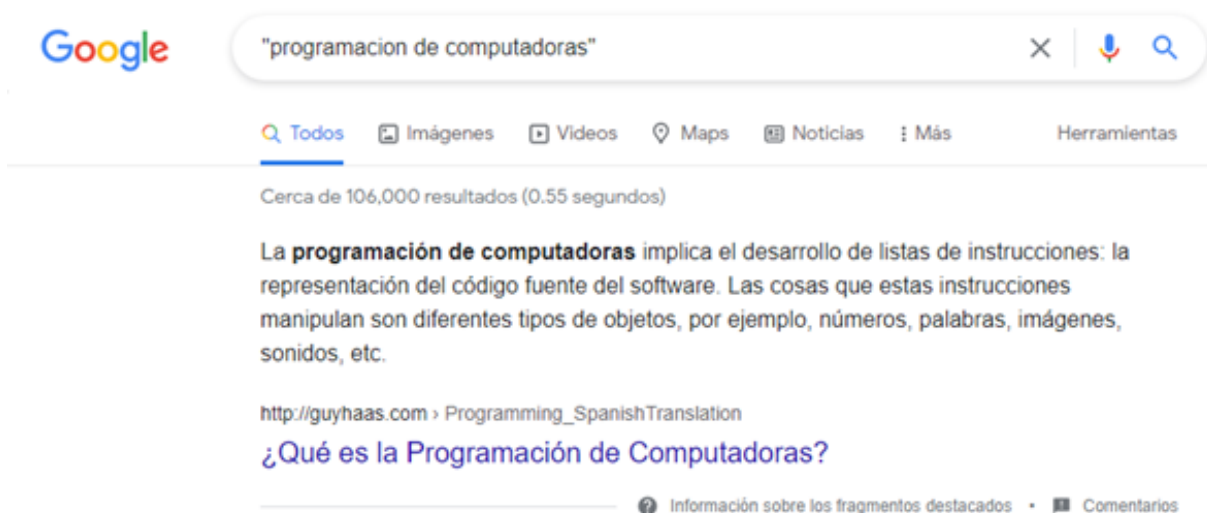 Google
"programacion de computadoras"
Todos Imágenes Videos Maps Noticias Más Herramientas
Cerca de 106,000 resultados (0.55 segundos)
La programación de computadoras implica el desarrollo de listas de instrucciones: la
representación del código fuente del software. Las cosas que estas instrucciones
manipulan son diferentes tipos de objetos, por ejemplo, números, palabras, imágenes,
sonidos, etc.
http://guyhaas.com › Programming_SpanishTranslation
¿Qué es la Programación de Computadoras?
Información sobre los fragmentos destacados • Comentarios